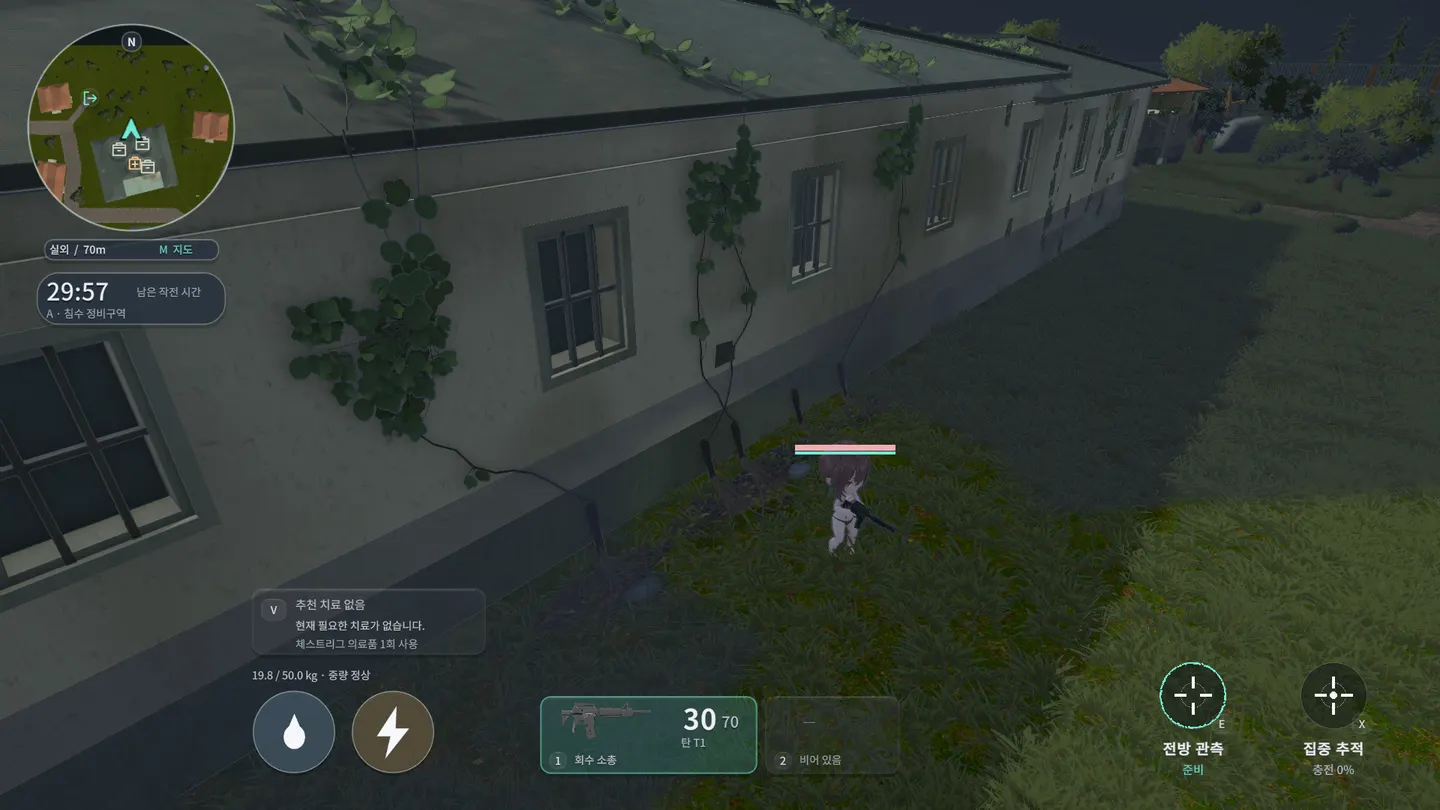 N
실외 / 70m M 지도
29:57 남은 작전 시간
A · 침수 정비구역
V 추천 치료 없음
현재 필요한 치료가 없습니다.
체스트리그 의료품 1회 사용
19.8 / 50.0 kg · 중량 정상
30 70
탄 T1
1 회수 소총
—
2 비어 있음
E
전방 관측
준비
X
집중 추적
충전 0%